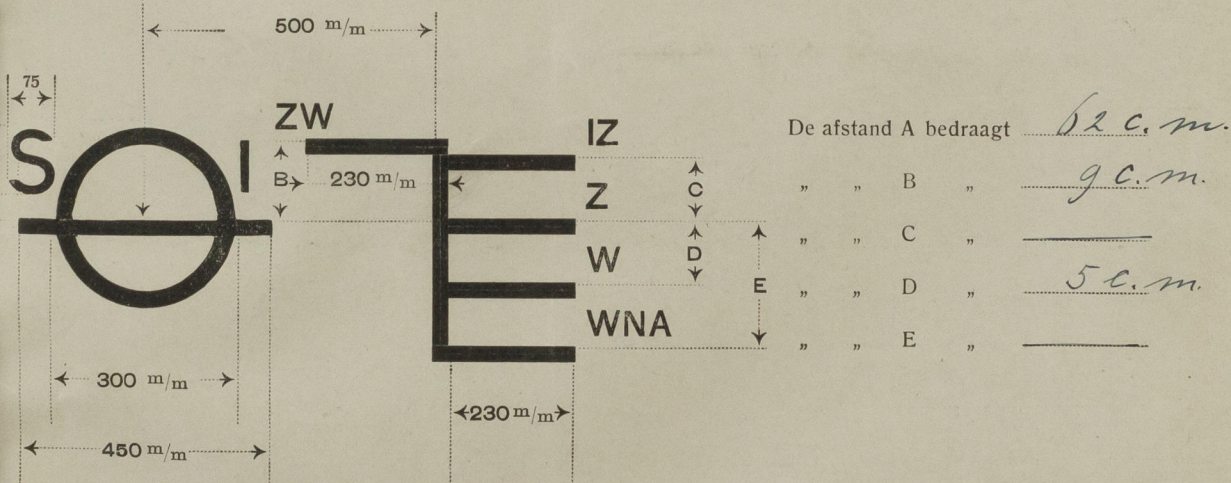 500 m/m
75
ZW
S I
IZ
B
230 m/m
C
Z
D
W
E
WNA
300 m/m
230 m/m
450 m/m
De afstand A bedraagt 62 c.m.
„ „ B „ 9 c.m.
„ „ C „
„ „ D „ 5 c.m.
„ „ E „